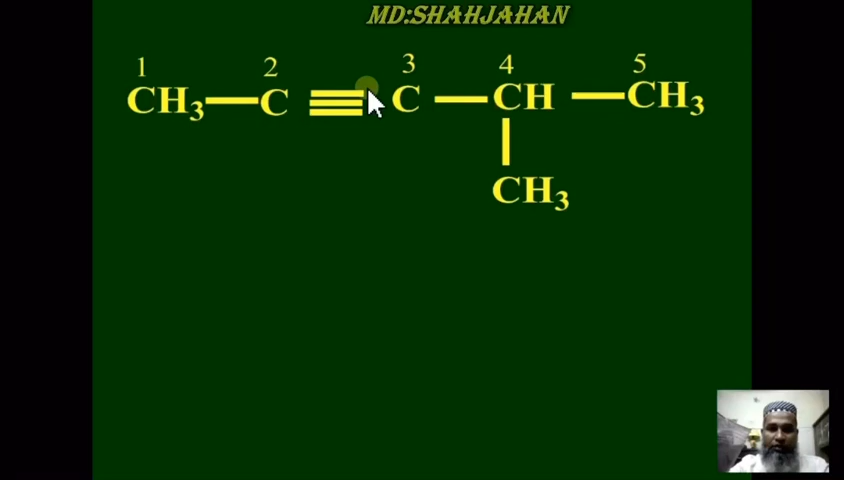 MD:SHAHJAHAN
1 2 3 4 5
CH₃—C≡C—CH—CH₃
CH₃